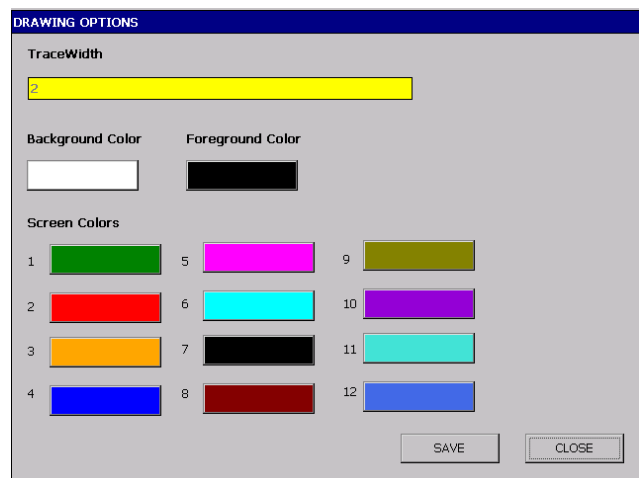 DRAWING OPTIONS
TraceWidth
2
Background Color Foreground Color
Screen Colors
1 5 9
2 6 10
3 7 11
4 8 12
SAVE CLOSE